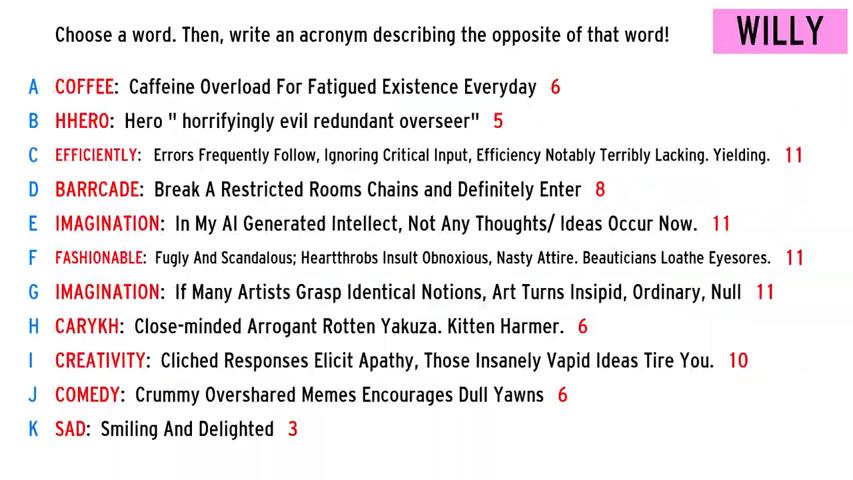 Choose a word. Then, write an acronym describing the opposite of that word!
WILLY
A COFFEE: Caffeine Overload For Fatigued Existence Everyday 6
B HHERO: Hero " horrifyingly evil redundant overseer" 5
C EFFICIENTLY: Errors Frequently Follow, Ignoring Critical Input, Efficiency Notably Terribly Lacking. Yielding. 11
D BARRCADE: Break A Restricted Rooms Chains and Definitely Enter 8
E IMAGINATION: In My AI Generated Intellect, Not Any Thoughts/ Ideas Occur Now. 11
F FASHIONABLE: Fugly And Scandalous; Heartthrobs Insult Obnoxious, Nasty Attire. Beauticians Loathe Eyesores. 11
G IMAGINATION: If Many Artists Grasp Identical Notions, Art Turns Insipid, Ordinary, Null 11
H CARYKH: Close-minded Arrogant Rotten Yakuza. Kitten Harmer. 6
I CREATIVITY: Cliched Responses Elicit Apathy, Those Insanely Vapid Ideas Tire You. 10
J COMEDY: Crummy Overshared Memes Encourages Dull Yawns 6
K SAD: Smiling And Delighted 3